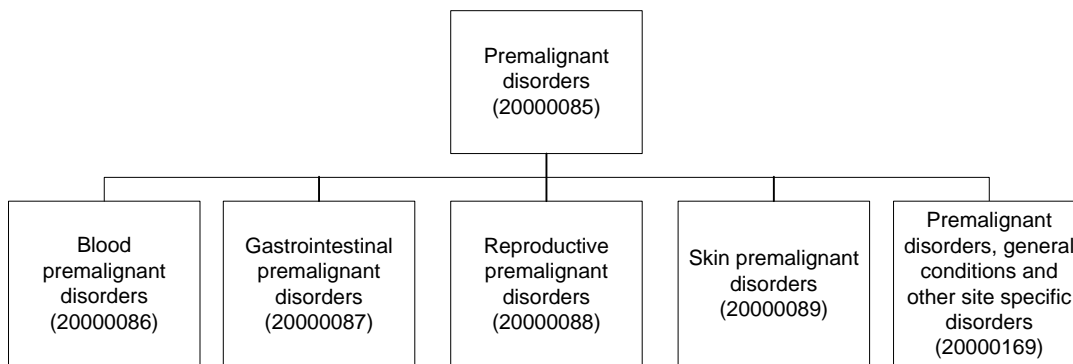 Premalignant
disorders
(20000085)
Blood
premalignant
disorders
(20000086)
Gastrointestinal
premalignant
disorders
(20000087)
Reproductive
premalignant
disorders
(20000088)
Skin premalignant
disorders
(20000089)
Premalignant
disorders, general
conditions and
other site specific
disorders
(20000169)